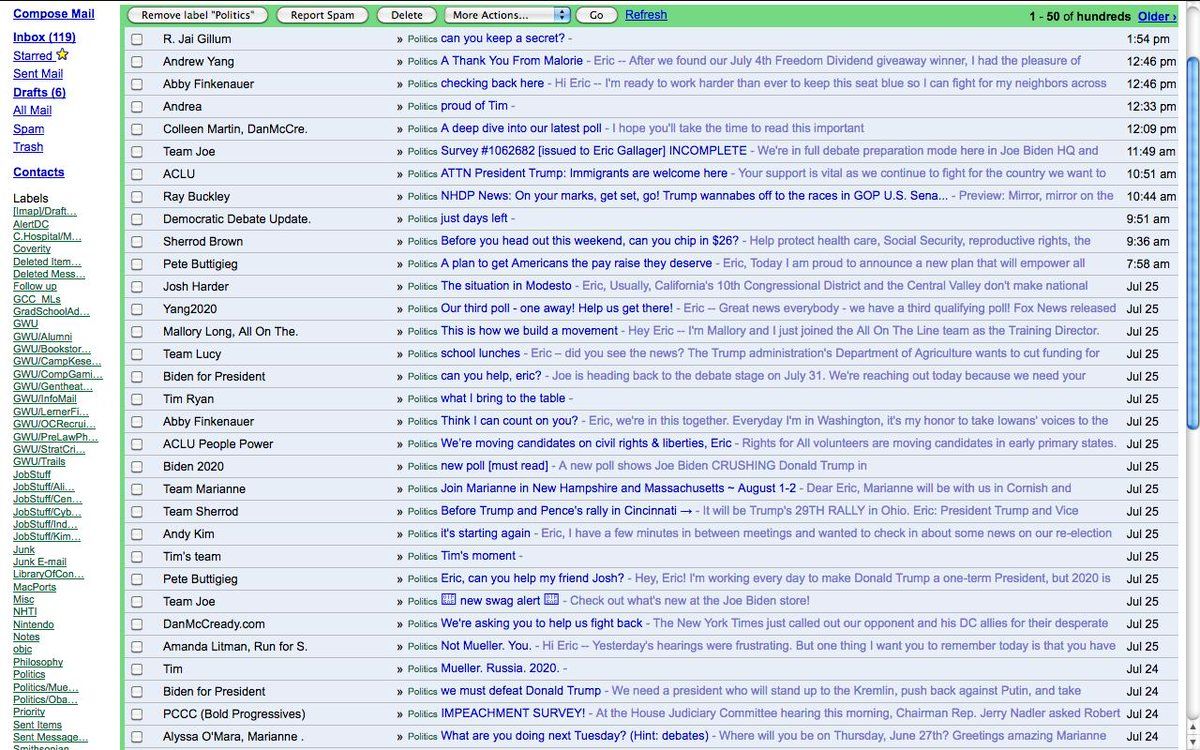 Compose Mail
Inbox (119)
Starred
Sent Mail
Drafts (6)
All Mail
Spam
Trash
Contacts
Labels
[Imap]/Draft...
AlertDC
C.Hospital/M...
Coverity
Deleted Item...
Deleted Mess...
Follow up
GCC_MLs
GradSchoolAd...
GWU
GWU/Alumni
GWU/Bookstor...
GWU/CampKese...
GWU/CompGami...
GWU/Gentheat...
GWU/InfoMail
GWU/LernerFi...
GWU/OCRecrui...
GWU/PreLawPh...
GWU/StratCri...
GWU/Trails
JobStuff
JobStuff/Ali...
JobStuff/Cen...
JobStuff/Cyb...
JobStuff/Ind...
JobStuff/Kim...
Junk
Junk E-mail
LibraryOfCon...
MacPorts
Misc
NHTI
Nintendo
Notes
objc
Philosophy
Politics
Politics/Mue...
Politics/Oba...
Priority
Sent Items
Sent Message...
Smithsonian
Remove label "Politics" Report Spam Delete More Actions... Go Refresh 1 - 50 of hundreds Older ›
R. Jai Gillum » Politics can you keep a secret? - 1:54 pm
Andrew Yang » Politics A Thank You From Malorie - Eric -- After we found our July 4th Freedom Dividend giveaway winner, I had the pleasure of 12:46 pm
Abby Finkenauer » Politics checking back here - Hi Eric -- I'm ready to work harder than ever to keep this seat blue so I can fight for my neighbors across 12:46 pm
Andrea » Politics proud of Tim - 12:33 pm
Colleen Martin, DanMcCre. » Politics A deep dive into our latest poll - I hope you'll take the time to read this important 12:09 pm
Team Joe » Politics Survey #1062682 [issued to Eric Gallager] INCOMPLETE - We're in full debate preparation mode here in Joe Biden HQ and 11:49 am
ACLU » Politics ATTN President Trump: Immigrants are welcome here - Your support is vital as we continue to fight for the country we want to 10:51 am
Ray Buckley » Politics NHDP News: On your marks, get set, go! Trump wannabes off to the races in GOP U.S. Sena... - Preview: Mirror, mirror on the 10:44 am
Democratic Debate Update. » Politics just days left - 9:51 am
Sherrod Brown » Politics Before you head out this weekend, can you chip in $26? - Help protect health care, Social Security, reproductive rights, the 9:36 am
Pete Buttigieg » Politics A plan to get Americans the pay raise they deserve - Eric, Today I am proud to announce a new plan that will empower all 7:58 am
Josh Harder » Politics The situation in Modesto - Eric, Usually, California's 10th Congressional District and the Central Valley don't make national Jul 25
Yang2020 » Politics Our third poll - one away! Help us get there! - Eric -- Great news everybody - we have a third qualifying poll! Fox News released Jul 25
Mallory Long, All On The. » Politics This is how we build a movement - Hey Eric -- I'm Mallory and I just joined the All On The Line team as the Training Director. Jul 25
Team Lucy » Politics school lunches - Eric – did you see the news? The Trump administration's Department of Agriculture wants to cut funding for Jul 25
Biden for President » Politics can you help, eric? - Joe is heading back to the debate stage on July 31. We're reaching out today because we need your Jul 25
Tim Ryan » Politics what I bring to the table - Jul 25
Abby Finkenauer » Politics Think I can count on you? - Eric, we're in this together. Everyday I'm in Washington, it's my honor to take Iowans' voices to the Jul 25
ACLU People Power » Politics We're moving candidates on civil rights & liberties, Eric - Rights for All volunteers are moving candidates in early primary states. Jul 25
Biden 2020 » Politics new poll [must read] - A new poll shows Joe Biden CRUSHING Donald Trump in Jul 25
Team Marianne » Politics Join Marianne in New Hampshire and Massachusetts ~ August 1-2 - Dear Eric, Marianne will be with us in Cornish and Jul 25
Team Sherrod » Politics Before Trump and Pence's rally in Cincinnati → - It will be Trump's 29TH RALLY in Ohio. Eric: President Trump and Vice Jul 25
Andy Kim » Politics it's starting again - Eric, I have a few minutes in between meetings and wanted to check in about some news on our re-election Jul 25
Tim's team » Politics Tim's moment - Jul 25
Pete Buttigieg » Politics Eric, can you help my friend Josh? - Hey, Eric! I'm working every day to make Donald Trump a one-term President, but 2020 is Jul 25
Team Joe » Politics new swag alert - Check out what's new at the Joe Biden store! Jul 25
DanMcCready.com » Politics We're asking you to help us fight back - The New York Times just called out our opponent and his DC allies for their desperate Jul 25
Amanda Litman, Run for S. » Politics Not Mueller. You. - Hi Eric -- Yesterday's hearings were frustrating. But one thing I want you to remember today is that you have Jul 25
Tim » Politics Mueller. Russia. 2020. - Jul 24
Biden for President » Politics we must defeat Donald Trump - We need a president who will stand up to the Kremlin, push back against Putin, and take Jul 24
PCCC (Bold Progressives) » Politics IMPEACHMENT SURVEY! - At the House Judiciary Committee hearing this morning, Chairman Rep. Jerry Nadler asked Robert Jul 24
Alyssa O'Mara, Marianne . » Politics What are you doing next Tuesday? (Hint: debates) - Where will you be on Thursday, June 27th? Greetings amazing Marianne Jul 24